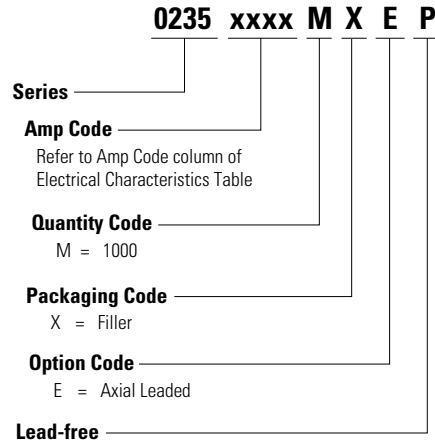 0235 xxxx M X E P
Series
Amp Code
Refer to Amp Code column of
Electrical Characteristics Table
Quantity Code
M = 1000
Packaging Code
X = Filler
Option Code
E = Axial Leaded
Lead-free